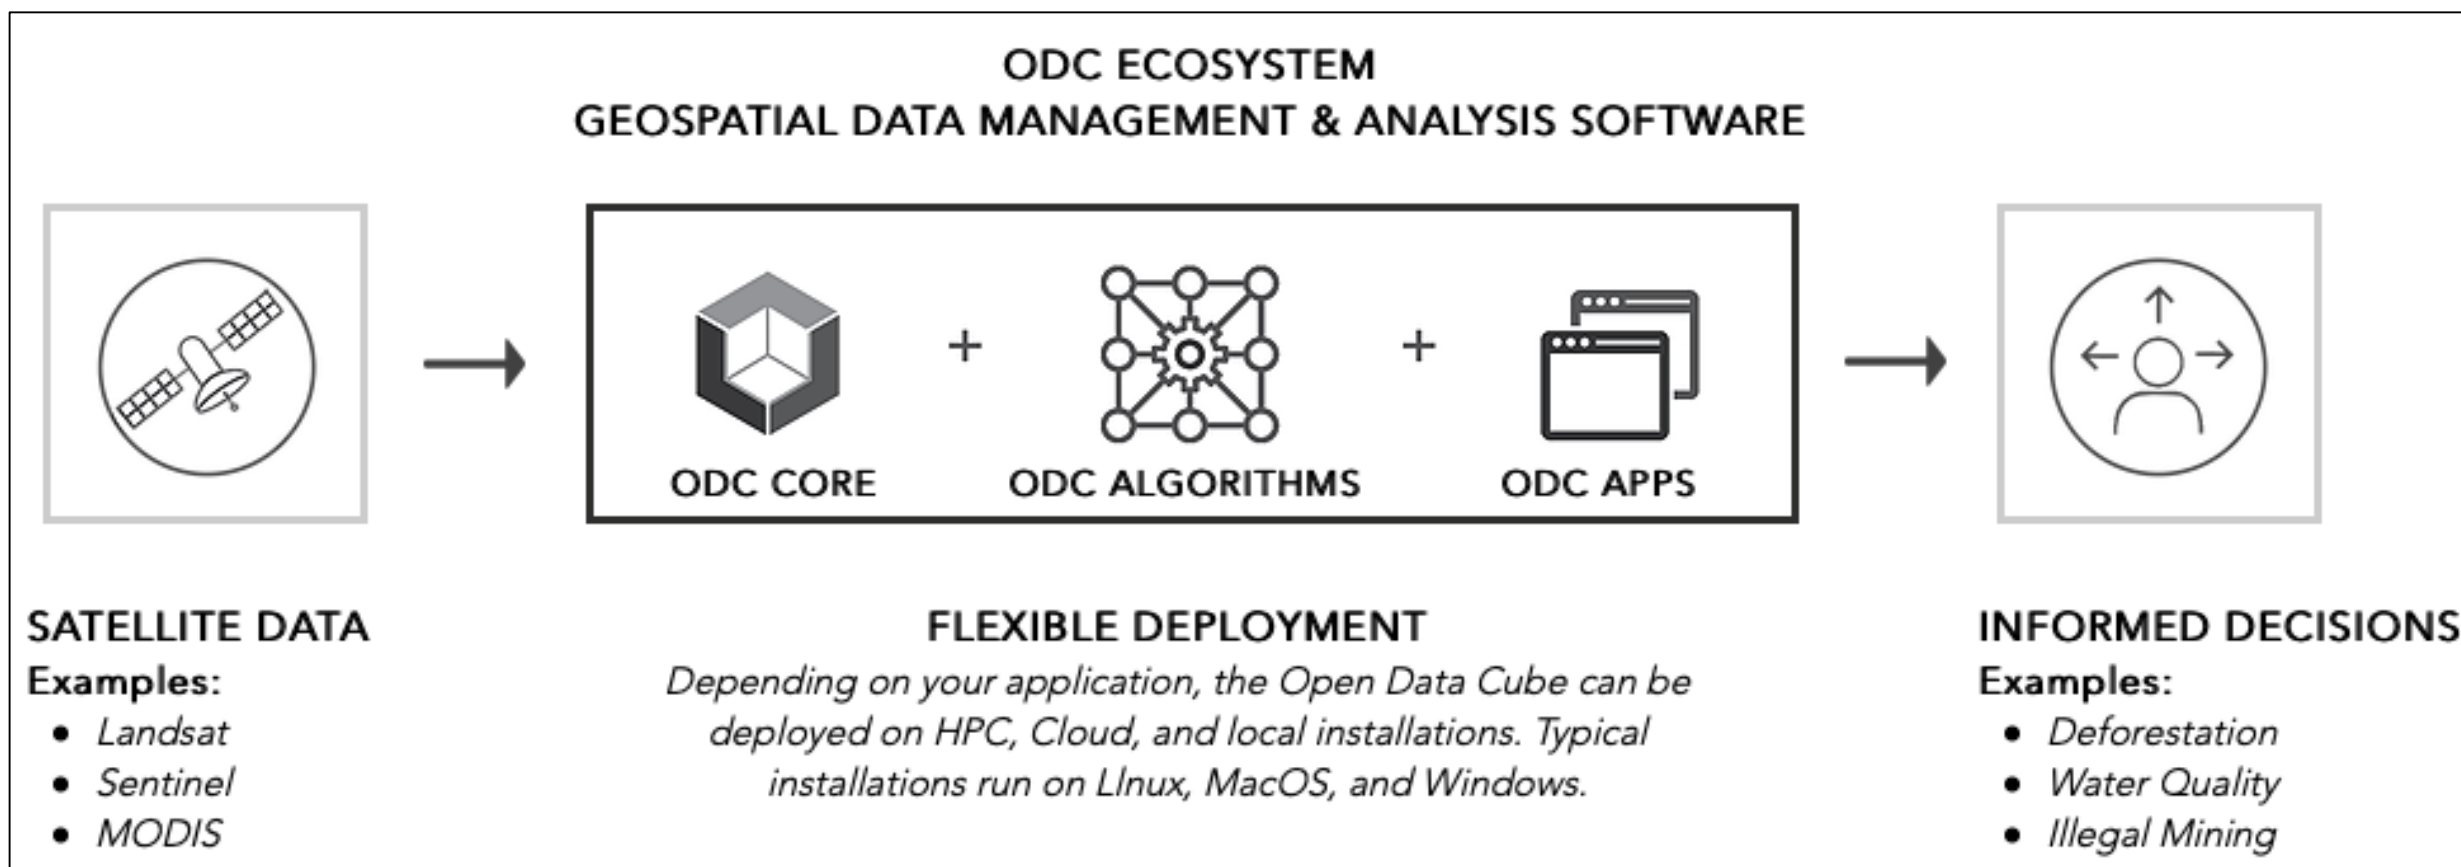 ODC ECOSYSTEM
GEOSPATIAL DATA MANAGEMENT & ANALYSIS SOFTWARE
ODC CORE
+
ODC ALGORITHMS
+
ODC APPS
SATELLITE DATA
Examples:
• Landsat
• Sentinel
• MODIS
FLEXIBLE DEPLOYMENT
Depending on your application, the Open Data Cube can be
deployed on HPC, Cloud, and local installations. Typical
installations run on LInux, MacOS, and Windows.
INFORMED DECISIONS
Examples:
• Deforestation
• Water Quality
• Illegal Mining